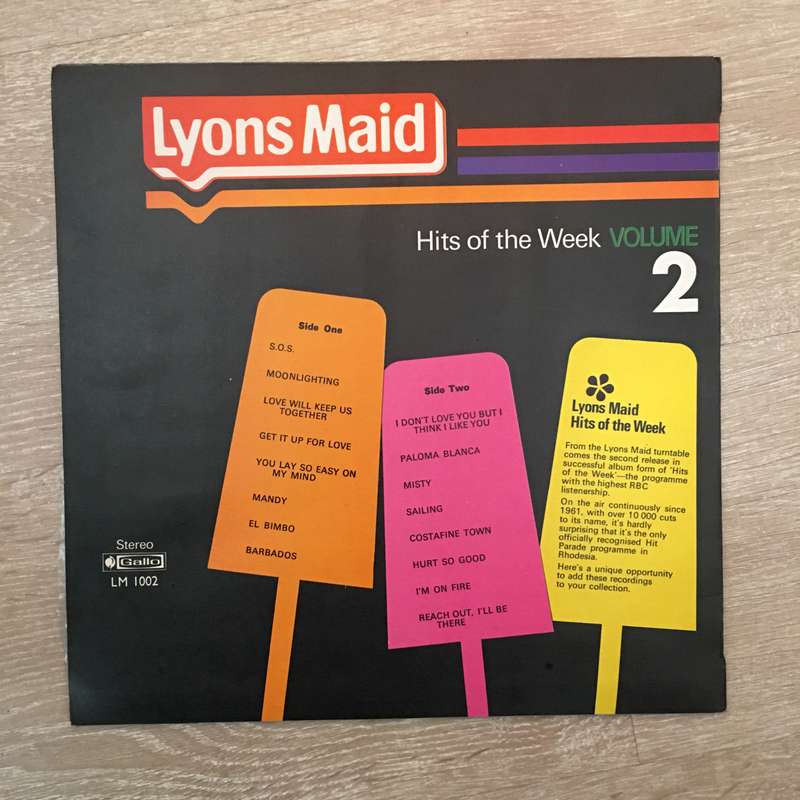 Lyons Maid
Hits of the Week VOLUME
2
Side One
S.O.S.
MOONLIGHTING
LOVE WILL KEEP US
TOGETHER
GET IT UP FOR LOVE
YOU LAY SO EASY ON
MY MIND
MANDY
EL BIMBO
BARBADOS
Side Two
I DON'T LOVE YOU BUT I
THINK I LIKE YOU
PALOMA BLANCA
MISTY
SAILING
COSTAFINE TOWN
HURT SO GOOD
I'M ON FIRE
REACH OUT, I'LL BE
THERE
Lyons Maid
Hits of the Week
From the Lyons Maid turntable
comes the second release in
successful album form of 'Hits
of the Week'—the programme
with the highest RBC
listenership.
On the air continuously since
1961, with over 10 000 cuts
to its name, it's hardly
surprising that it's the only
officially recognised Hit
Parade programme in
Rhodesia.
Here's a unique opportunity
to add these recordings
to your collection.
Stereo
Gallo
LM 1002